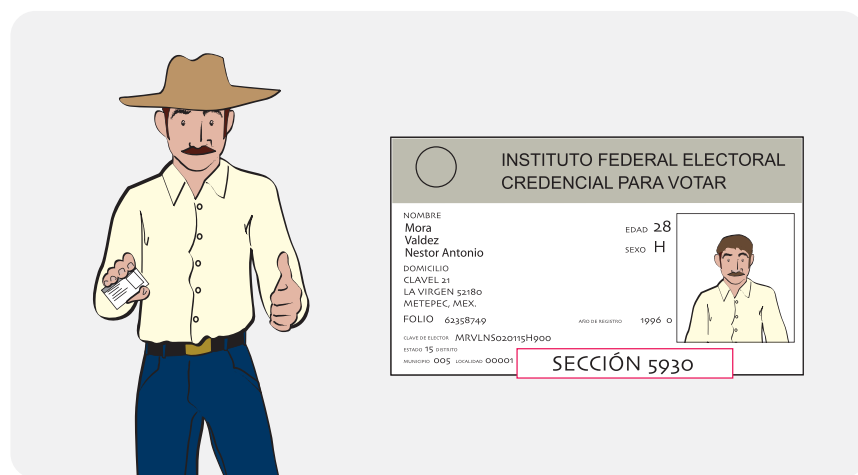 INSTITUTO FEDERAL ELECTORAL
CREDENCIAL PARA VOTAR
NOMBRE
Mora
Valdez
Nestor Antonio
EDAD 28
SEXO H
DOMICILIO
CLAVEL 21
LA VIRGEN 52180
METEPEC, MEX.
FOLIO 62358749
AÑO DE REGISTRO 1996 0
CLAVE DE ELECTOR MRVLNS020115H900
ESTADO 15 DISTRITO
MUNICIPIO 005 LOCALIDAD 00001
SECCIÓN 5930